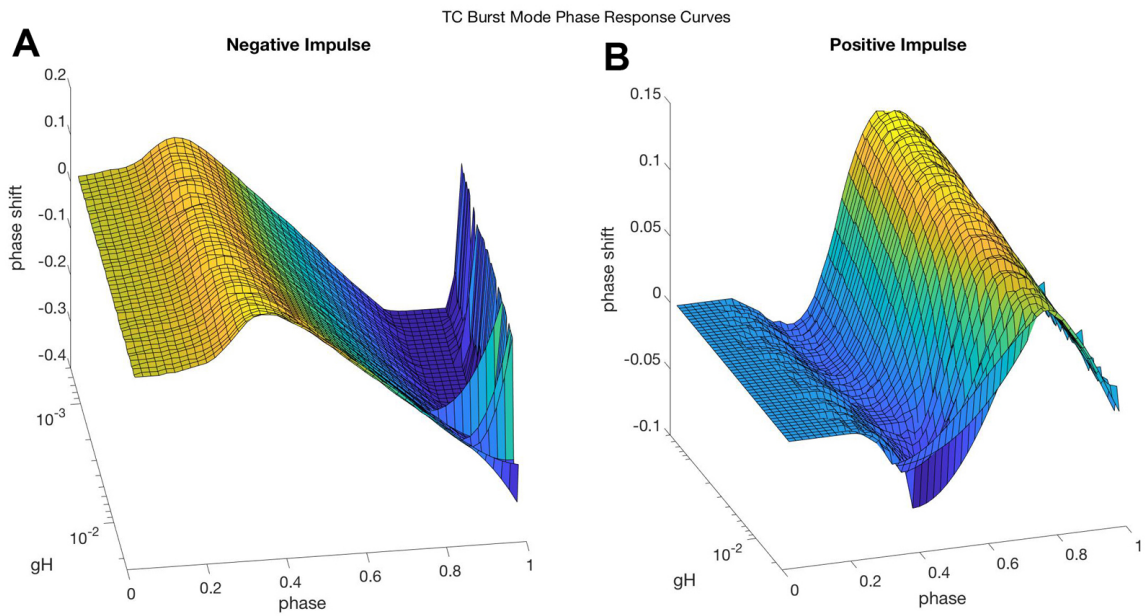 TC Burst Mode Phase Response Curves
A
Negative Impulse
0.2
0.1
0
-0.1
-0.2
-0.3
-0.4
phase shift
10-3
10-2
gH
0
0.2
0.4
0.6
0.8
1
phase
B
Positive Impulse
0.15
0.1
0.05
0
-0.05
-0.1
phase shift
10-2
gH
0
0.2
0.4
0.6
0.8
1
phase